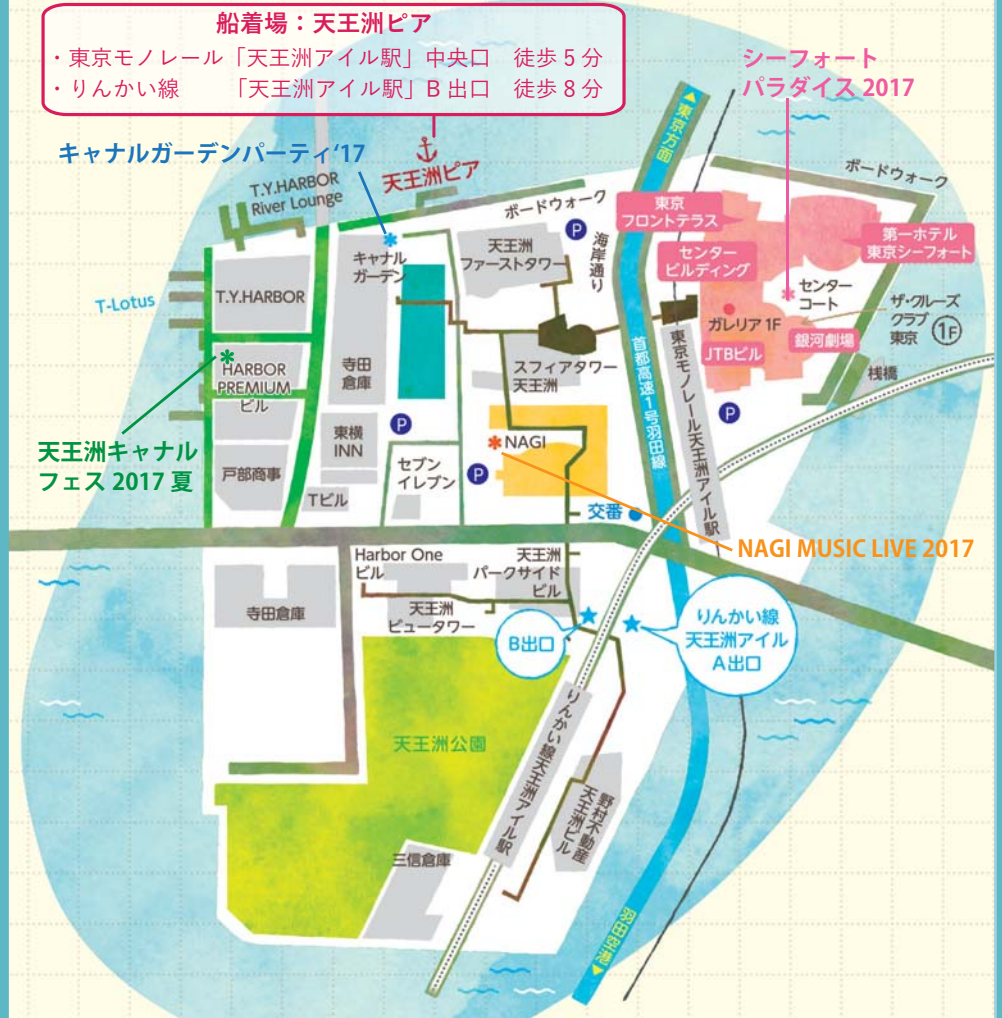 船着場：天王洲ピア
・東京モノレール「天王洲アイル駅」中央口 徒歩 5 分
・りんかい線 「天王洲アイル駅」B 出口 徒歩 8 分
シーフォート
パラダイス 2017
キャナルガーデンパーティ‘17
天王洲ピア
▲東京方面
T.Y.HARBOR
River Lounge
ボードウォーク
ボードウォーク
東京
フロントテラス
P
海岸通り
キャナル
ガーデン
天王洲
ファーストタワー
センター
ビルディング
第一ホテル
東京シーフォート
T-Lotus
T.Y.HARBOR
センター
コート
ザ・クルーズ
クラブ
東京
1F
ガレリア 1F
銀河劇場
JTBビル
HARBOR
PREMIUM
ビル
寺田
倉庫
スフィアタワー
天王洲
首都高速1号羽田線
東京モノレール天王洲アイル駅
桟橋
P
天王洲キャナル
フェス 2017 夏
戸部商事
東横
INN
P
NAGI
セブン
イレブン
P
Tビル
交番
NAGI MUSIC LIVE 2017
Harbor One
ビル
天王洲
パークサイド
ビル
寺田倉庫
天王洲
ビュータワー
B出口
りんかい線
天王洲アイル
A出口
天王洲公園
りんかい線天王洲アイル駅
野村不動産
天王洲ビル
三信倉庫
羽田空港▼